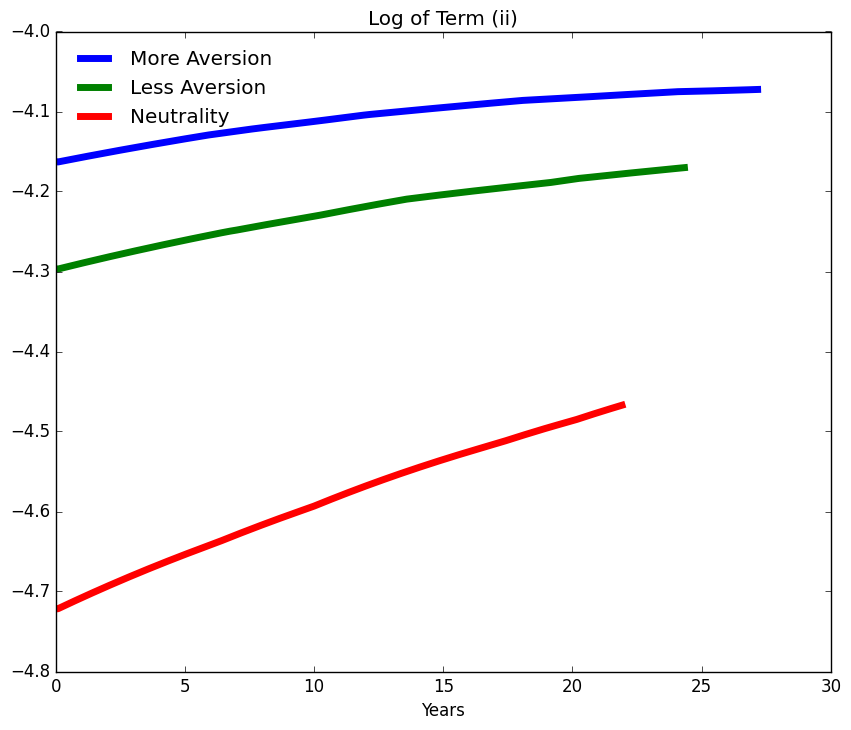 Log of Term (ii)
−4.0
More Aversion
Less Aversion
Neutrality
−4.1
−4.2
−4.3
−4.4
−4.5
−4.6
−4.7
−4.8
0 5 10 15 20 25 30
Years